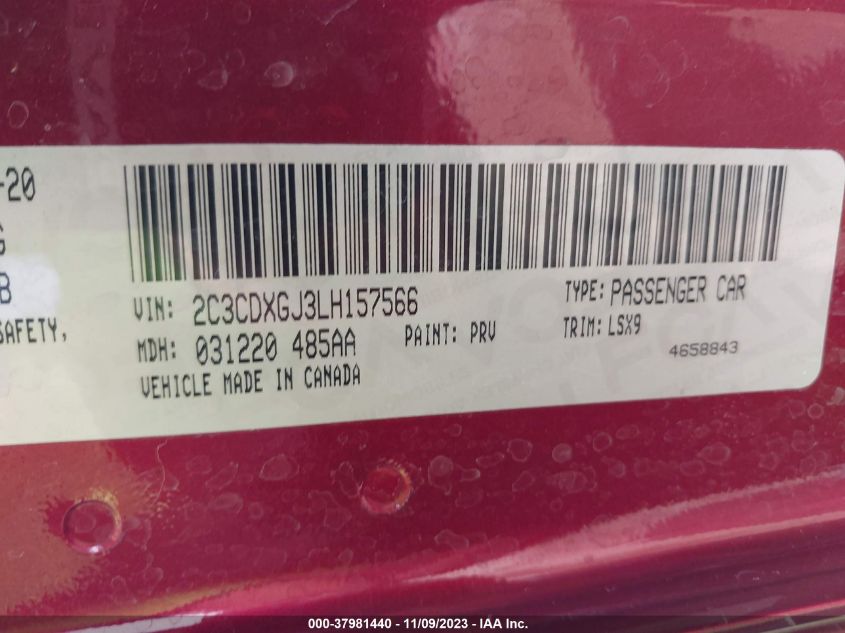 -20
G
B
SAFETY,
VIN: 2C3CDXGJ3LH157566
TYPE: PASSENGER CAR
MDH: 031220 485AA
PAINT: PRV
TRIM: LSX9
VEHICLE MADE IN CANADA
4658843
000-37981440 - 11/09/2023 - IAA Inc.